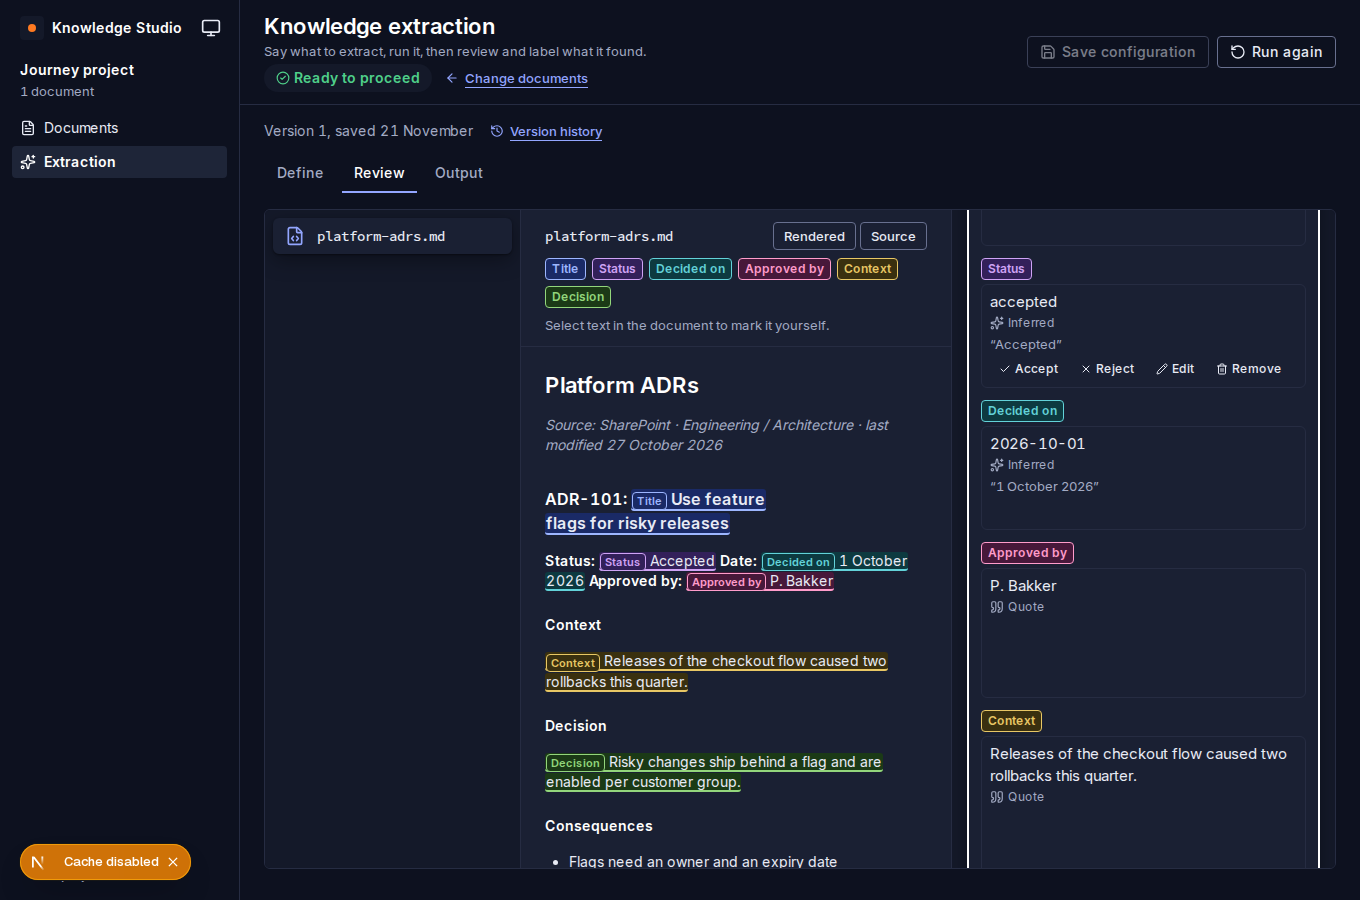 Knowledge Studio
Journey project
1 document
Documents
Extraction
Cache disabled
Knowledge extraction
Say what to extract, run it, then review and label what it found.
Ready to proceed
Change documents
Save configuration
Run again
Version 1, saved 21 November
Version history
Define
Review
Output
platform-adrs.md
platform-adrs.md
Rendered
Source
Title
Status
Decided on
Approved by
Context
Decision
Select text in the document to mark it yourself.
Platform ADRs
Source: SharePoint · Engineering / Architecture · last
modified 27 October 2026
ADR-101: Title Use feature
flags for risky releases
Status: Status Accepted Date: Decided on 1 October
2026 Approved by: Approved by P. Bakker
Context
Context Releases of the checkout flow caused two
rollbacks this quarter.
Decision
Decision Risky changes ship behind a flag and are
enabled per customer group.
Consequences
Flags need an owner and an expiry date
Status
accepted
Inferred
“Accepted”
Accept
Reject
Edit
Remove
Decided on
2026-10-01
Inferred
“1 October 2026”
Approved by
P. Bakker
Quote
Context
Releases of the checkout flow caused two
rollbacks this quarter.
Quote